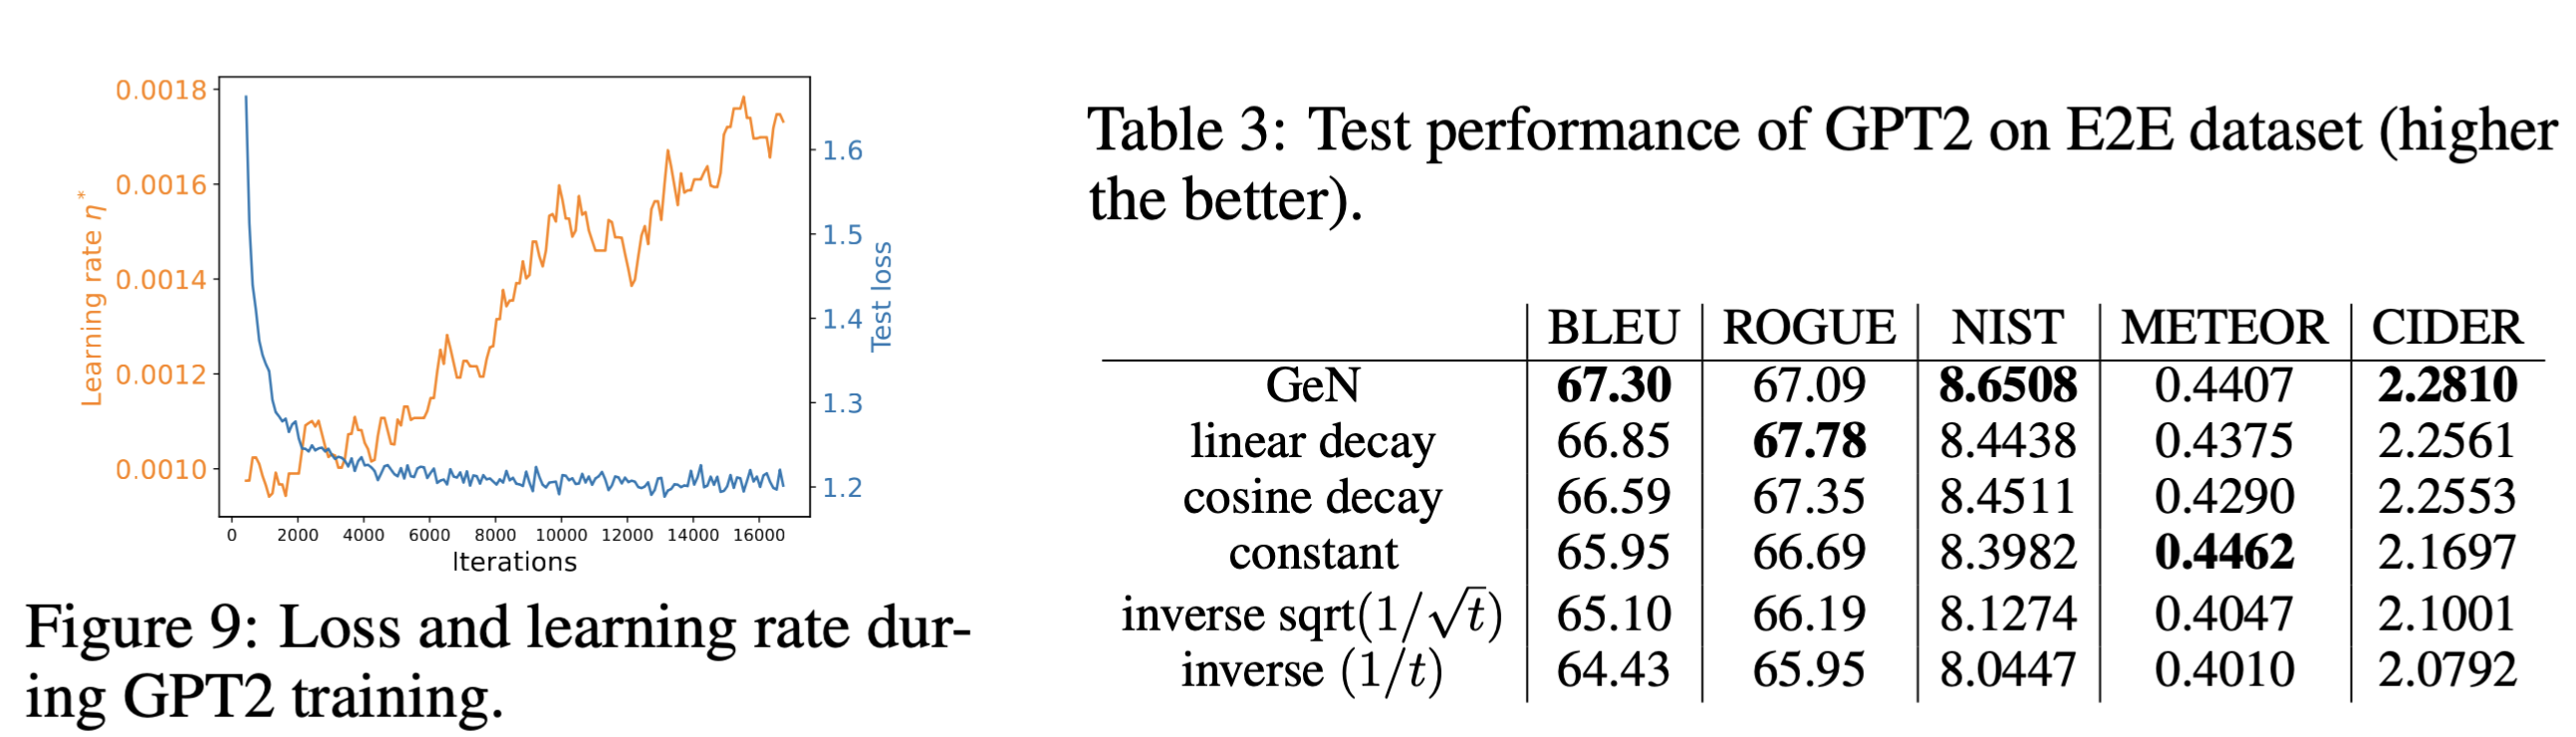 0.0018
0.0016
0.0014
0.0012
0.0010
Learning rate η*
1.6
1.5
1.4
1.3
1.2
Test loss
0 2000 4000 6000 8000 10000 12000 14000 16000
Iterations
Figure 9: Loss and learning rate dur-
ing GPT2 training.
Table 3: Test performance of GPT2 on E2E dataset (higher
the better).
BLEU ROGUE NIST METEOR CIDER
GeN 67.30 67.09 8.6508 0.4407 2.2810
linear decay 66.85 67.78 8.4438 0.4375 2.2561
cosine decay 66.59 67.35 8.4511 0.4290 2.2553
constant 65.95 66.69 8.3982 0.4462 2.1697
inverse sqrt(1/√t) 65.10 66.19 8.1274 0.4047 2.1001
inverse (1/t) 64.43 65.95 8.0447 0.4010 2.0792